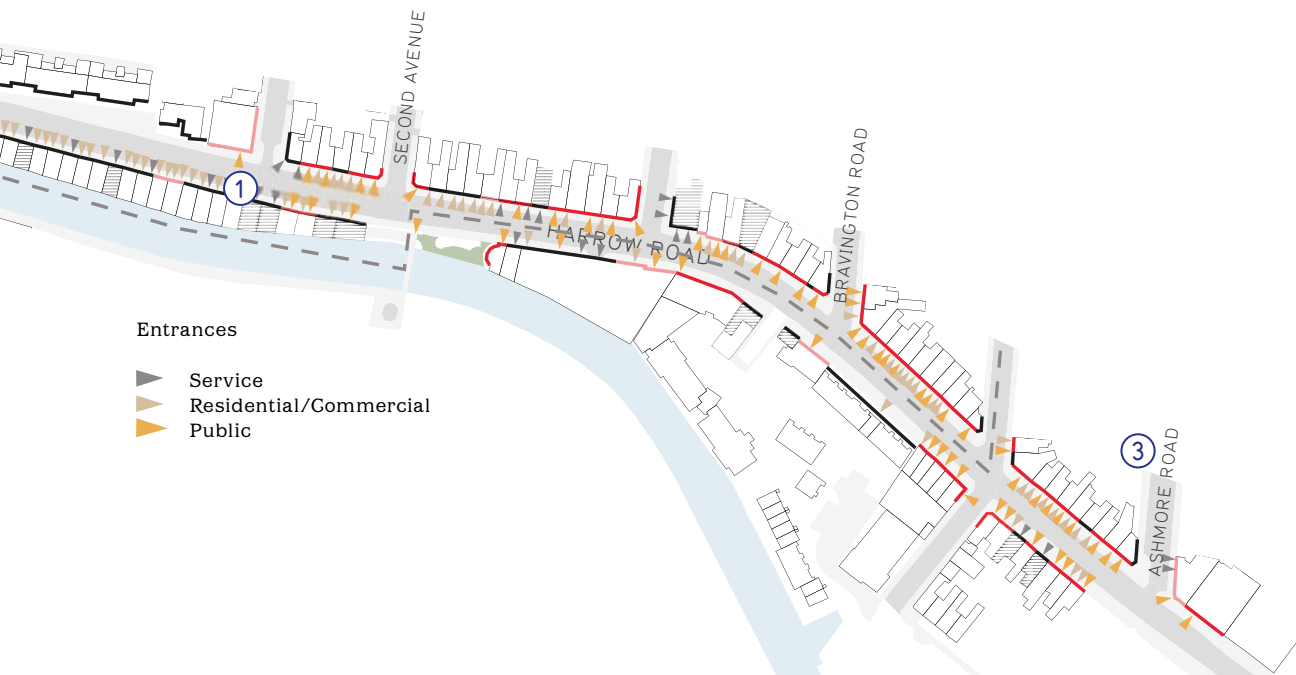 SECOND AVENUE
BRAVINGTON ROAD
1
HARROW ROAD
Entrances
Service
Residential/Commercial
Public
3
ASHMORE ROAD